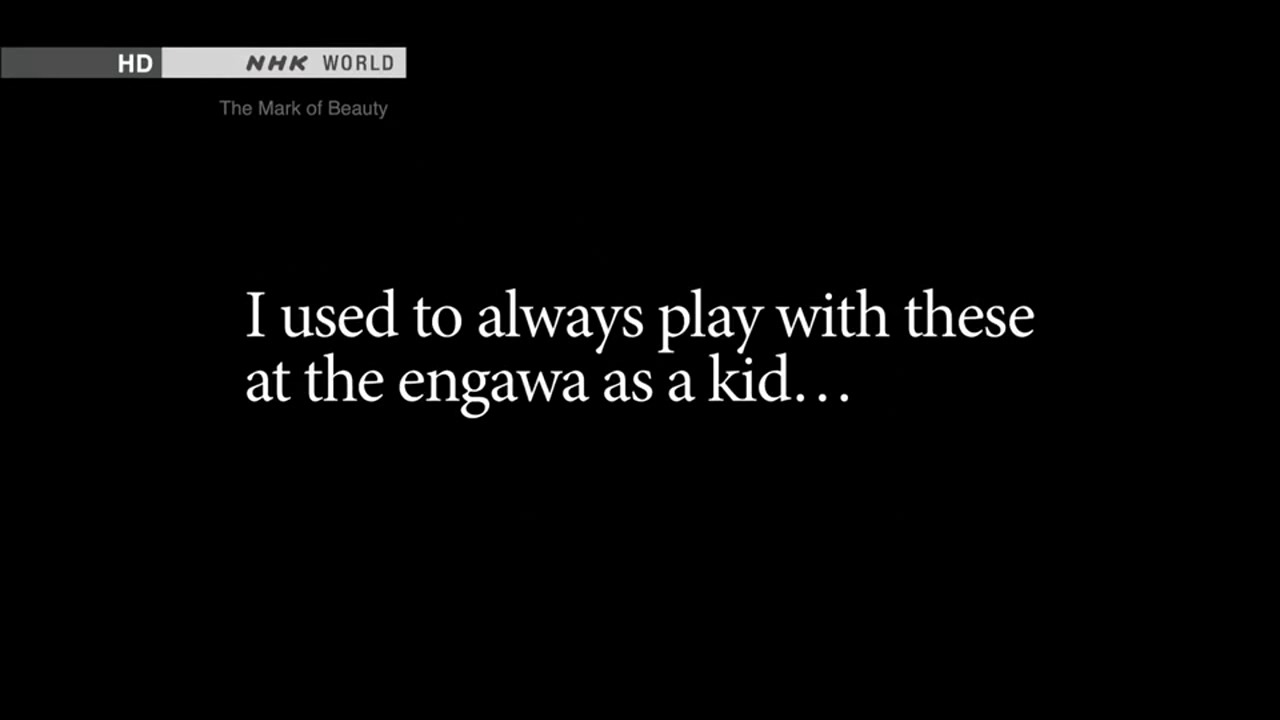 HD NHK WORLD
The Mark of Beauty
I used to always play with these
at the engawa as a kid…